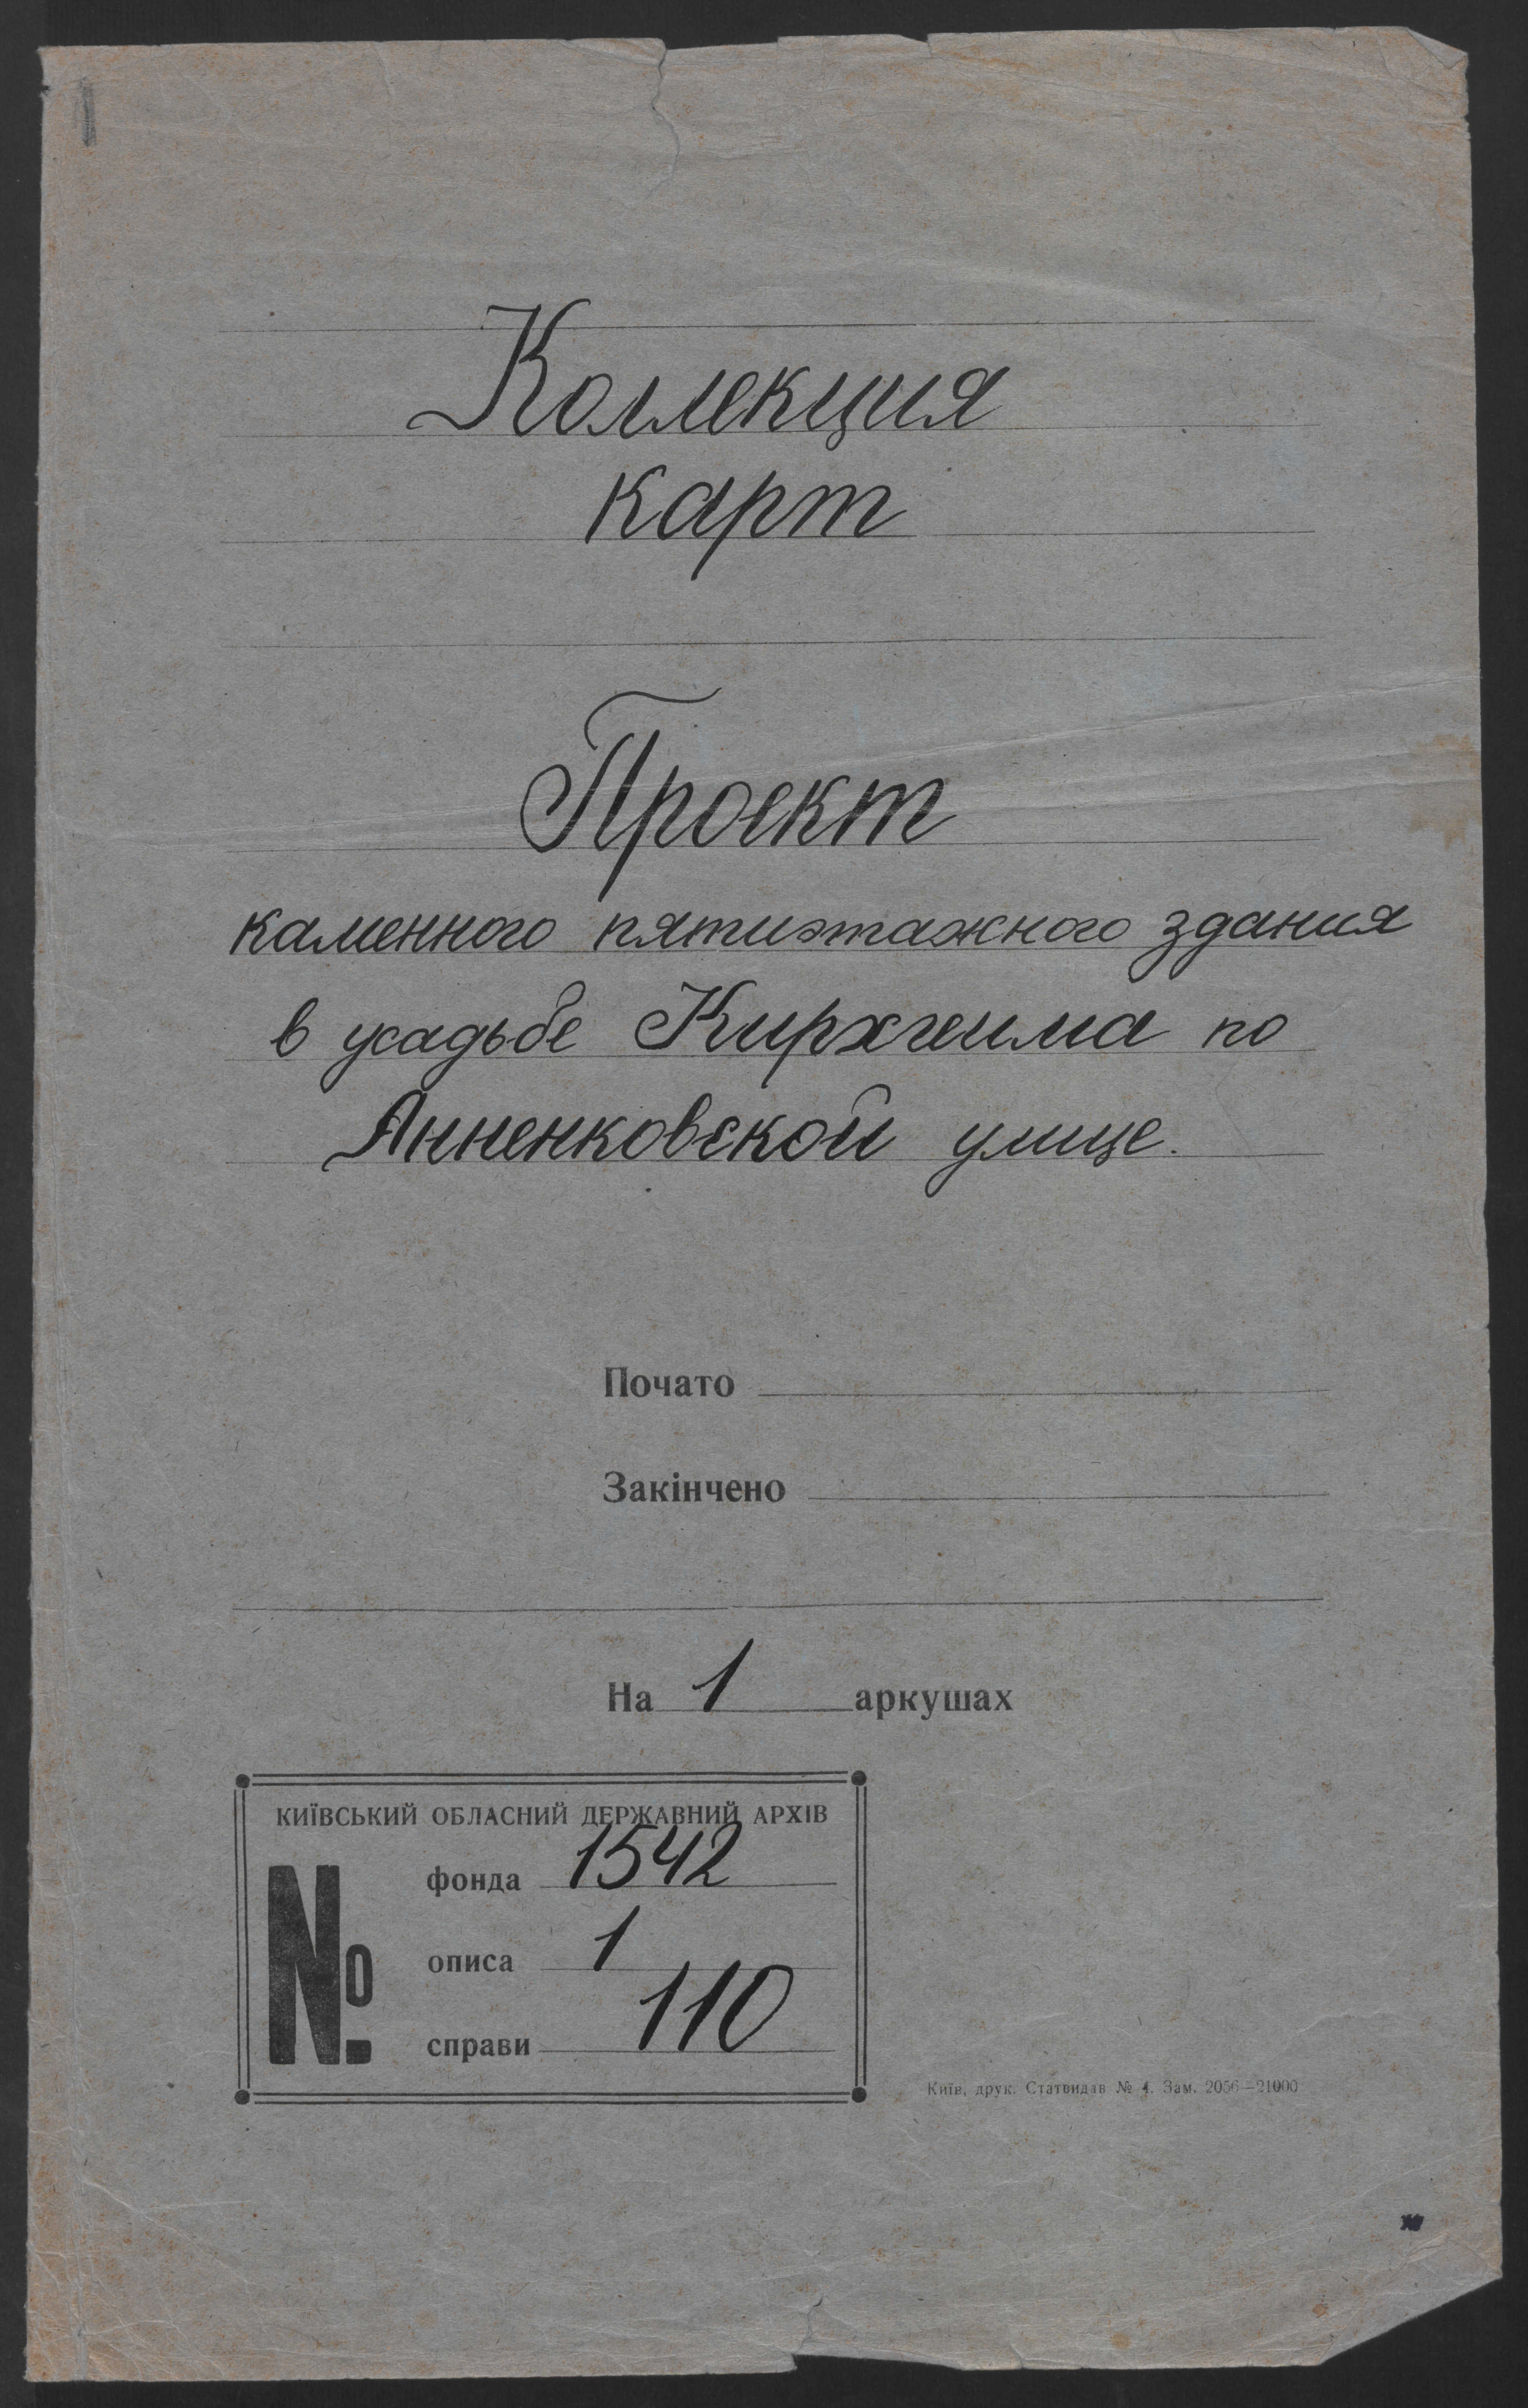 Коллекция
карт
Проект
каменного пятиэтажного здания
в усадьбе Кирхгеима по
Анненковской улице.
Почато
Закінчено
На 1 аркушах
КИЇВСЬКИЙ ОБЛАСНИЙ ДЕРЖАВНИЙ АРХІВ
№
фонда 1542
описа 1
справи 110
Київ, друк. Статвидав № 4. Зам. 2056—21000